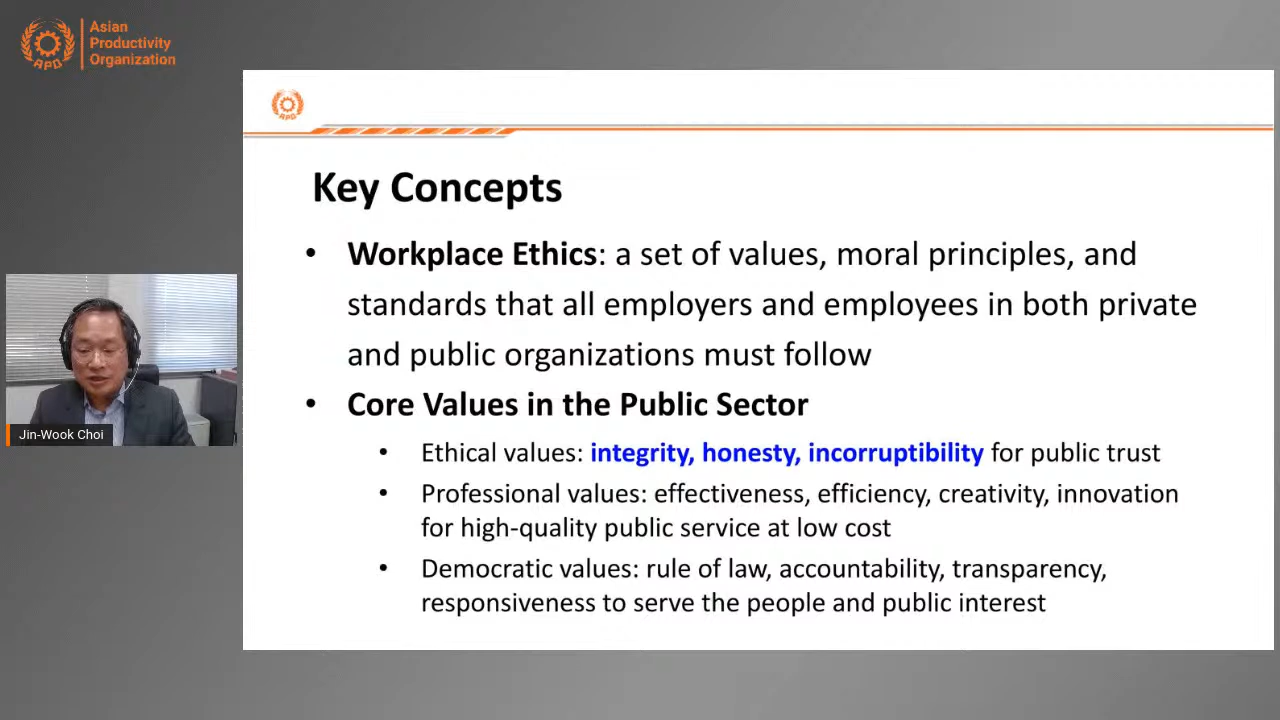 Asian
Productivity
Organization
APO
APO
Key Concepts
• Workplace Ethics: a set of values, moral principles, and
standards that all employers and employees in both private
and public organizations must follow
• Core Values in the Public Sector
• Ethical values: integrity, honesty, incorruptibility for public trust
• Professional values: effectiveness, efficiency, creativity, innovation
for high-quality public service at low cost
• Democratic values: rule of law, accountability, transparency,
responsiveness to serve the people and public interest
Jin-Wook Choi